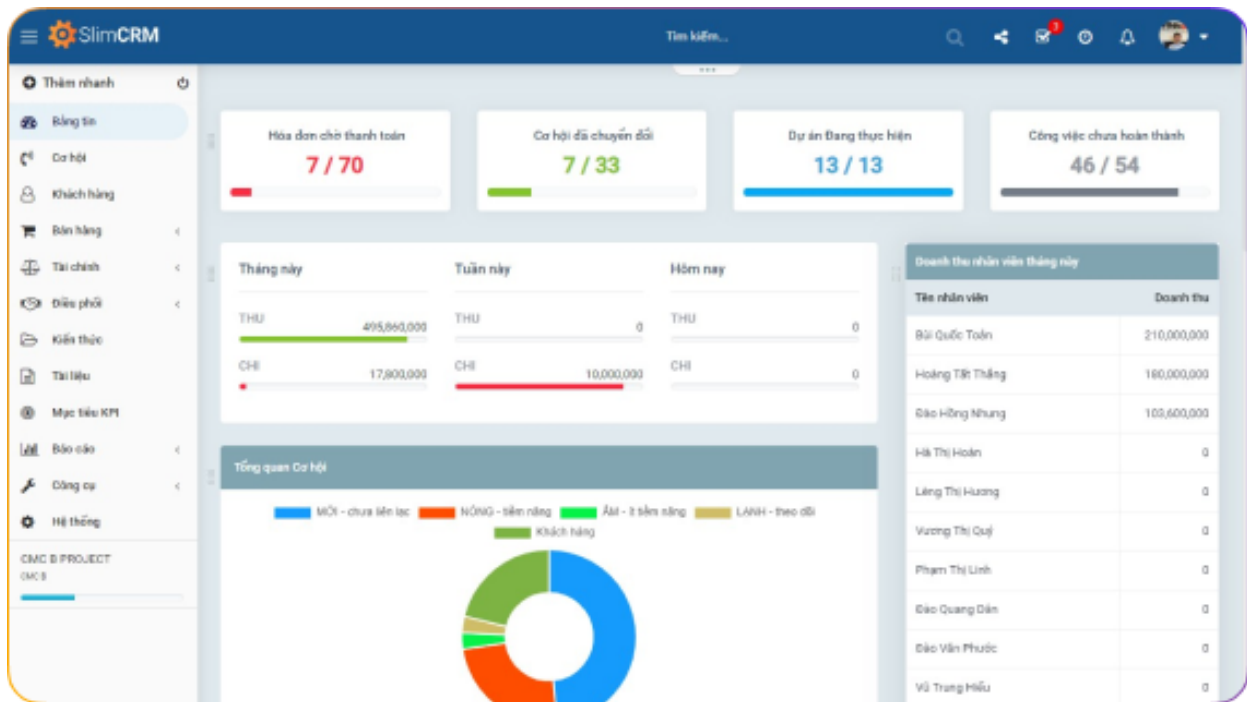 SlimCRM
Tìm kiếm...
3
Thêm nhanh
Bảng tin
Cơ hội
Khách hàng
Bán hàng
Tài chính
Điều phối
Kiến thức
Tài liệu
Mục tiêu KPI
Báo cáo
Công cụ
Hệ thống
CMC B PROJECT
CMC B
Hóa đơn chờ thanh toán
7 / 70
Cơ hội đã chuyển đổi
7 / 33
Dự án Đang thực hiện
13 / 13
Công việc chưa hoàn thành
46 / 54
Tháng này
THU
495,860,000
CHI
17,800,000
Tuần này
THU
0
CHI
10,000,000
Hôm nay
THU
0
CHI
0
Doanh thu nhân viên tháng này
Tên nhân viên Doanh thu
Bùi Quốc Toản 210,000,000
Hoàng Tất Thắng 180,000,000
Đào Hồng Nhung 103,600,000
Hà Thị Hoàn 0
Lèng Thị Hương 0
Vương Thị Quý 0
Phạm Thị Linh 0
Đào Quang Dân 0
Đào Văn Phước 0
Vũ Trung Hiếu 0
Tổng quan Cơ hội
MỚI - chưa liên lạc NÓNG - tiềm năng ẤM - ít tiềm năng LẠNH - theo dõi
Khách hàng